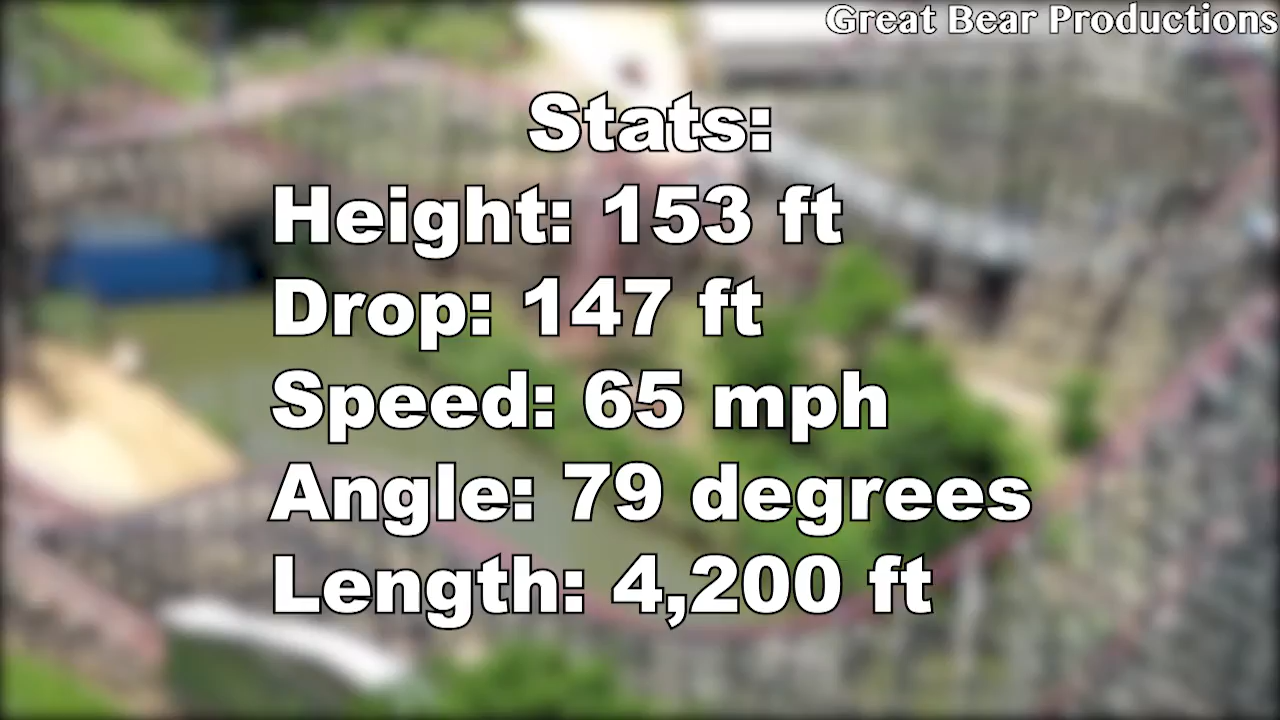 Great Bear Productions
Stats:
Height: 153 ft
Drop: 147 ft
Speed: 65 mph
Angle: 79 degrees
Length: 4,200 ft